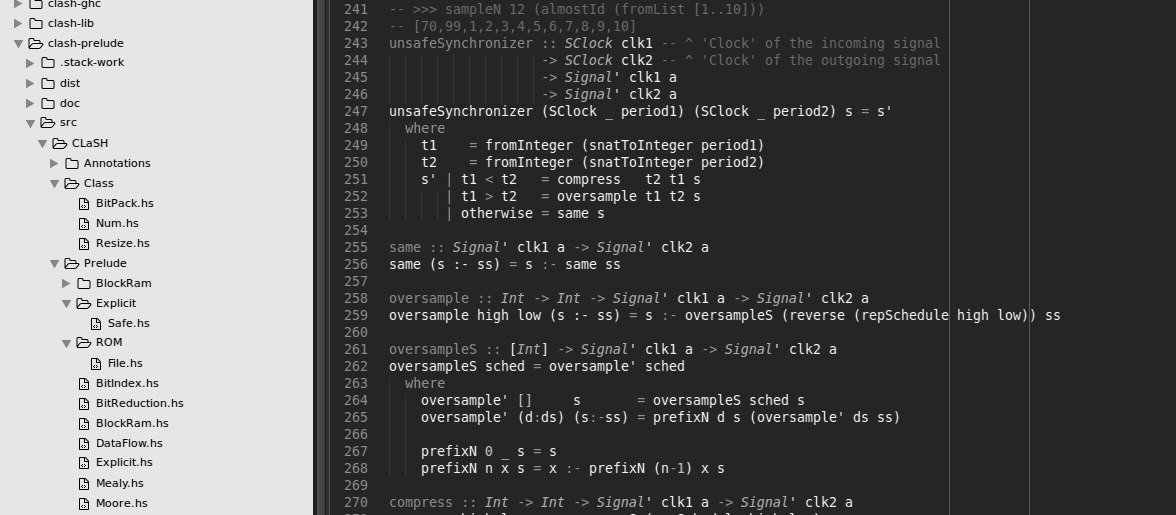 clash-ghc
clash-lib
clash-prelude
.stack-work
dist
doc
src
CLaSH
Annotations
Class
BitPack.hs
Num.hs
Resize.hs
Prelude
BlockRam
Explicit
Safe.hs
ROM
File.hs
BitIndex.hs
BitReduction.hs
BlockRam.hs
DataFlow.hs
Explicit.hs
Mealy.hs
Moore.hs
241 -- >>> sampleN 12 (almostId (fromList [1..10]))
242 -- [70,99,1,2,3,4,5,6,7,8,9,10]
243 unsafeSynchronizer :: SClock clk1 -- ^ 'Clock' of the incoming signal
244                    -> SClock clk2 -- ^ 'Clock' of the outgoing signal
245                    -> Signal' clk1 a
246                    -> Signal' clk2 a
247 unsafeSynchronizer (SClock _ period1) (SClock _ period2) s = s'
248   where
249     t1    = fromInteger (snatToInteger period1)
250     t2    = fromInteger (snatToInteger period2)
251     s' | t1 < t2   = compress   t2 t1 s
252        | t1 > t2   = oversample t1 t2 s
253        | otherwise = same s
254
255 same :: Signal' clk1 a -> Signal' clk2 a
256 same (s :- ss) = s :- same ss
257
258 oversample :: Int -> Int -> Signal' clk1 a -> Signal' clk2 a
259 oversample high low (s :- ss) = s :- oversampleS (reverse (repSchedule high low)) ss
260
261 oversampleS :: [Int] -> Signal' clk1 a -> Signal' clk2 a
262 oversampleS sched = oversample' sched
263   where
264     oversample' []     s       = oversampleS sched s
265     oversample' (d:ds) (s:-ss) = prefixN d s (oversample' ds ss)
266
267     prefixN 0 _ s = s
268     prefixN n x s = x :- prefixN (n-1) x s
269
270 compress :: Int -> Int -> Signal' clk1 a -> Signal' clk2 a